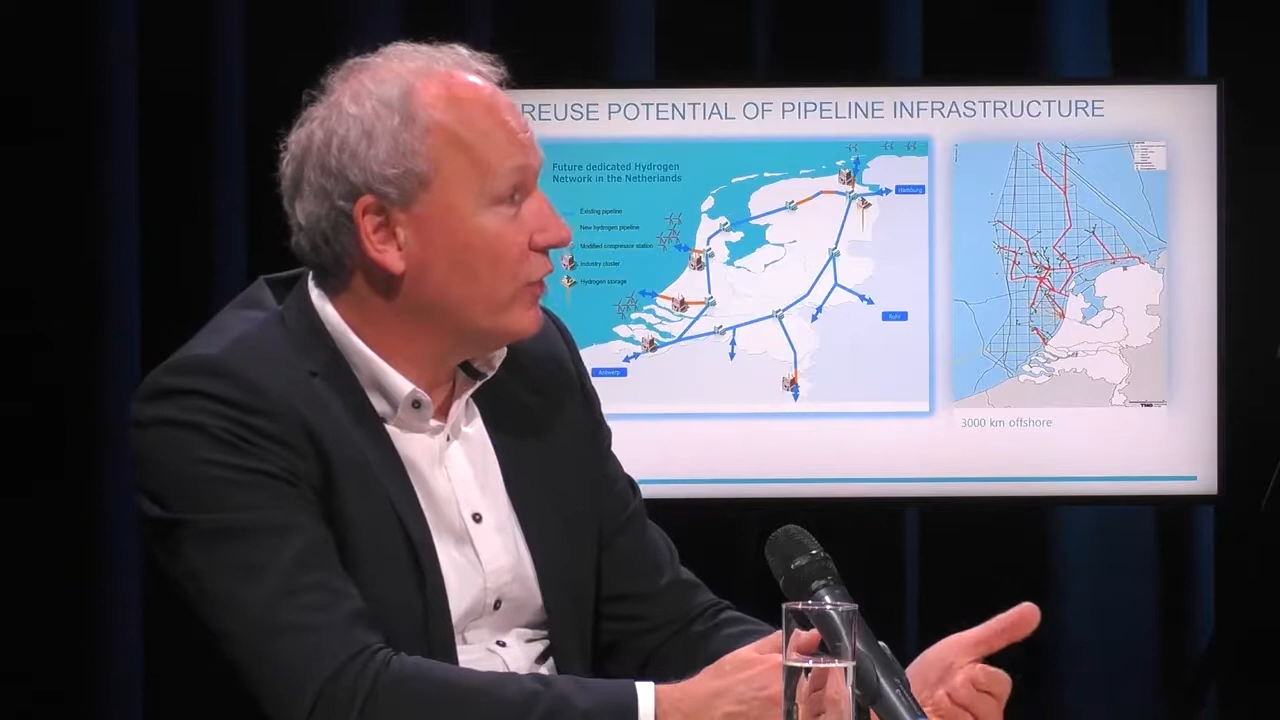 REUSE POTENTIAL OF PIPELINE INFRASTRUCTURE
Future dedicated Hydrogen
Network in the Netherlands
Existing pipeline
New hydrogen pipeline
Modified compressor station
Industry cluster
Hydrogen storage
Hamburg
Ruhr
Antwerp
TNO
3000 km offshore